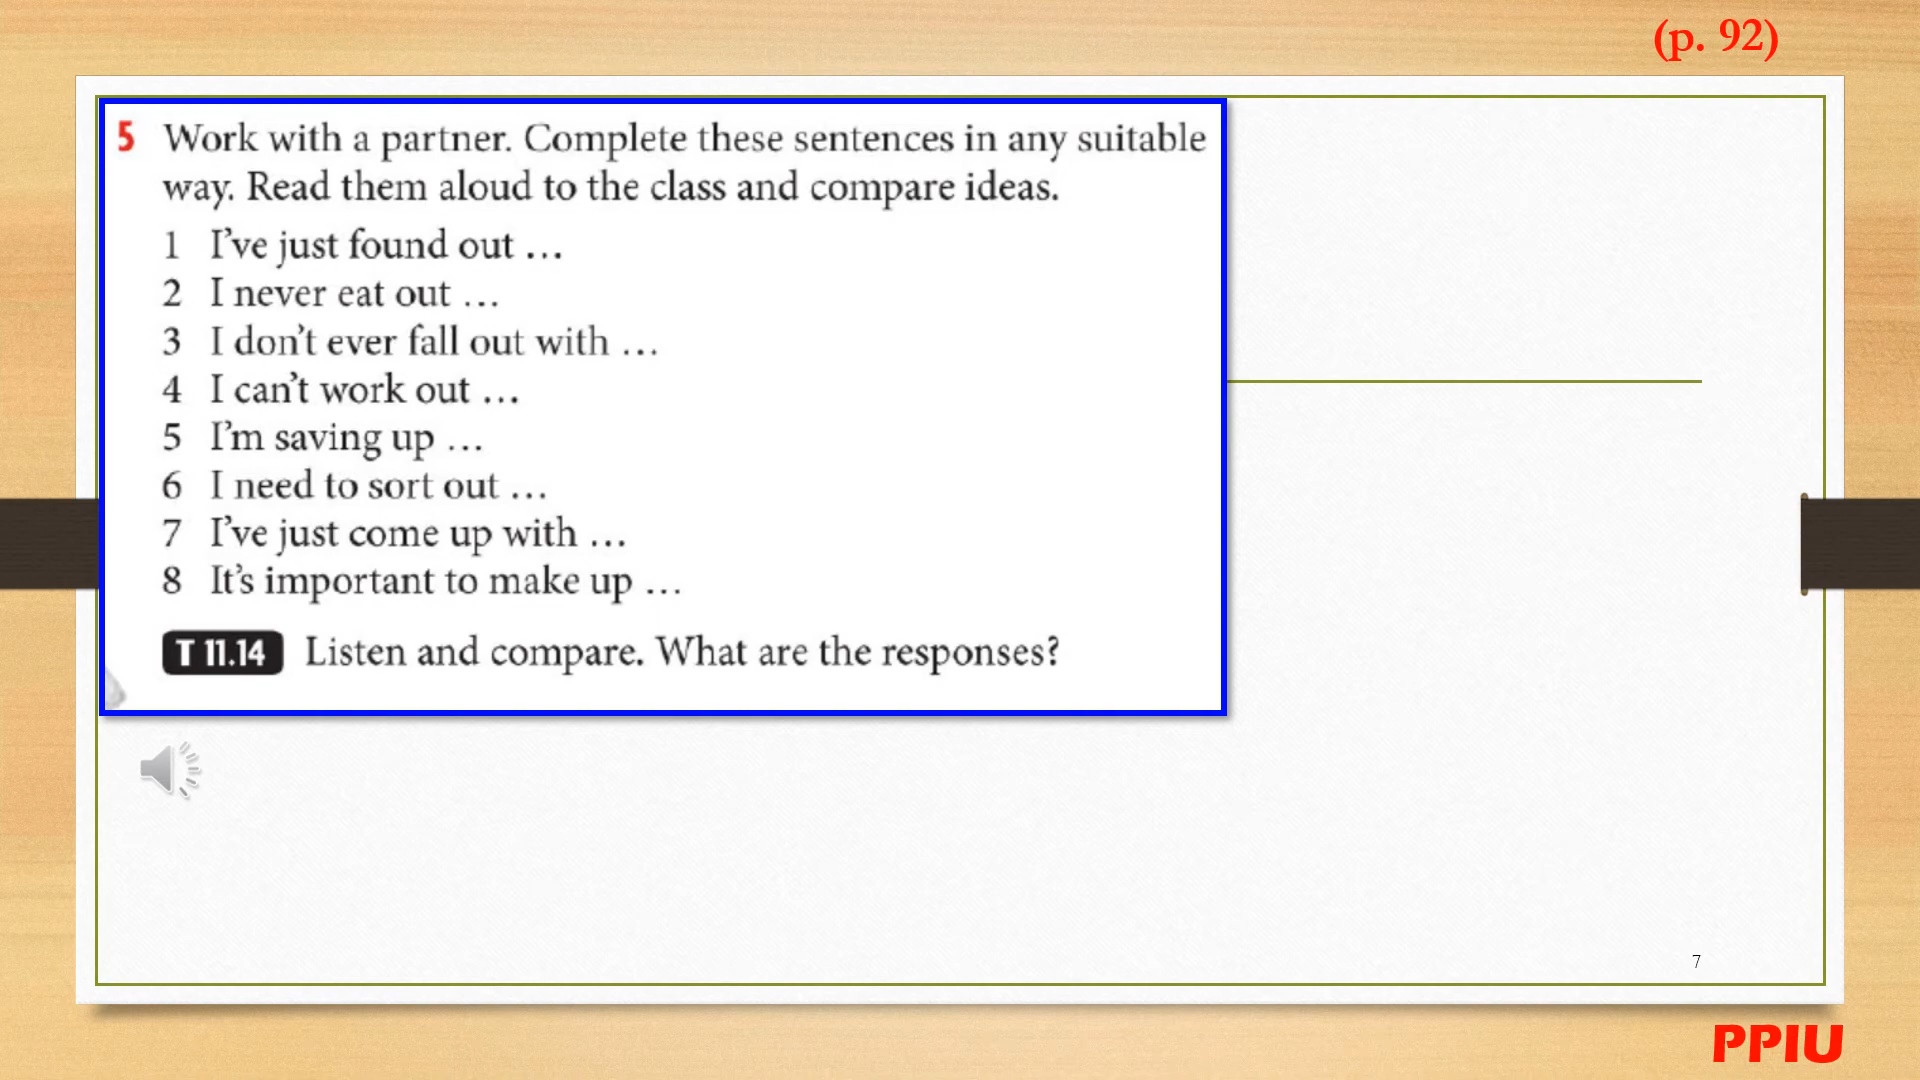 (p. 92)
5 Work with a partner. Complete these sentences in any suitable
way. Read them aloud to the class and compare ideas.
1 I’ve just found out …
2 I never eat out …
3 I don’t ever fall out with …
4 I can’t work out …
5 I’m saving up …
6 I need to sort out …
7 I’ve just come up with …
8 It’s important to make up …
T 11.14 Listen and compare. What are the responses?
7
PPIU